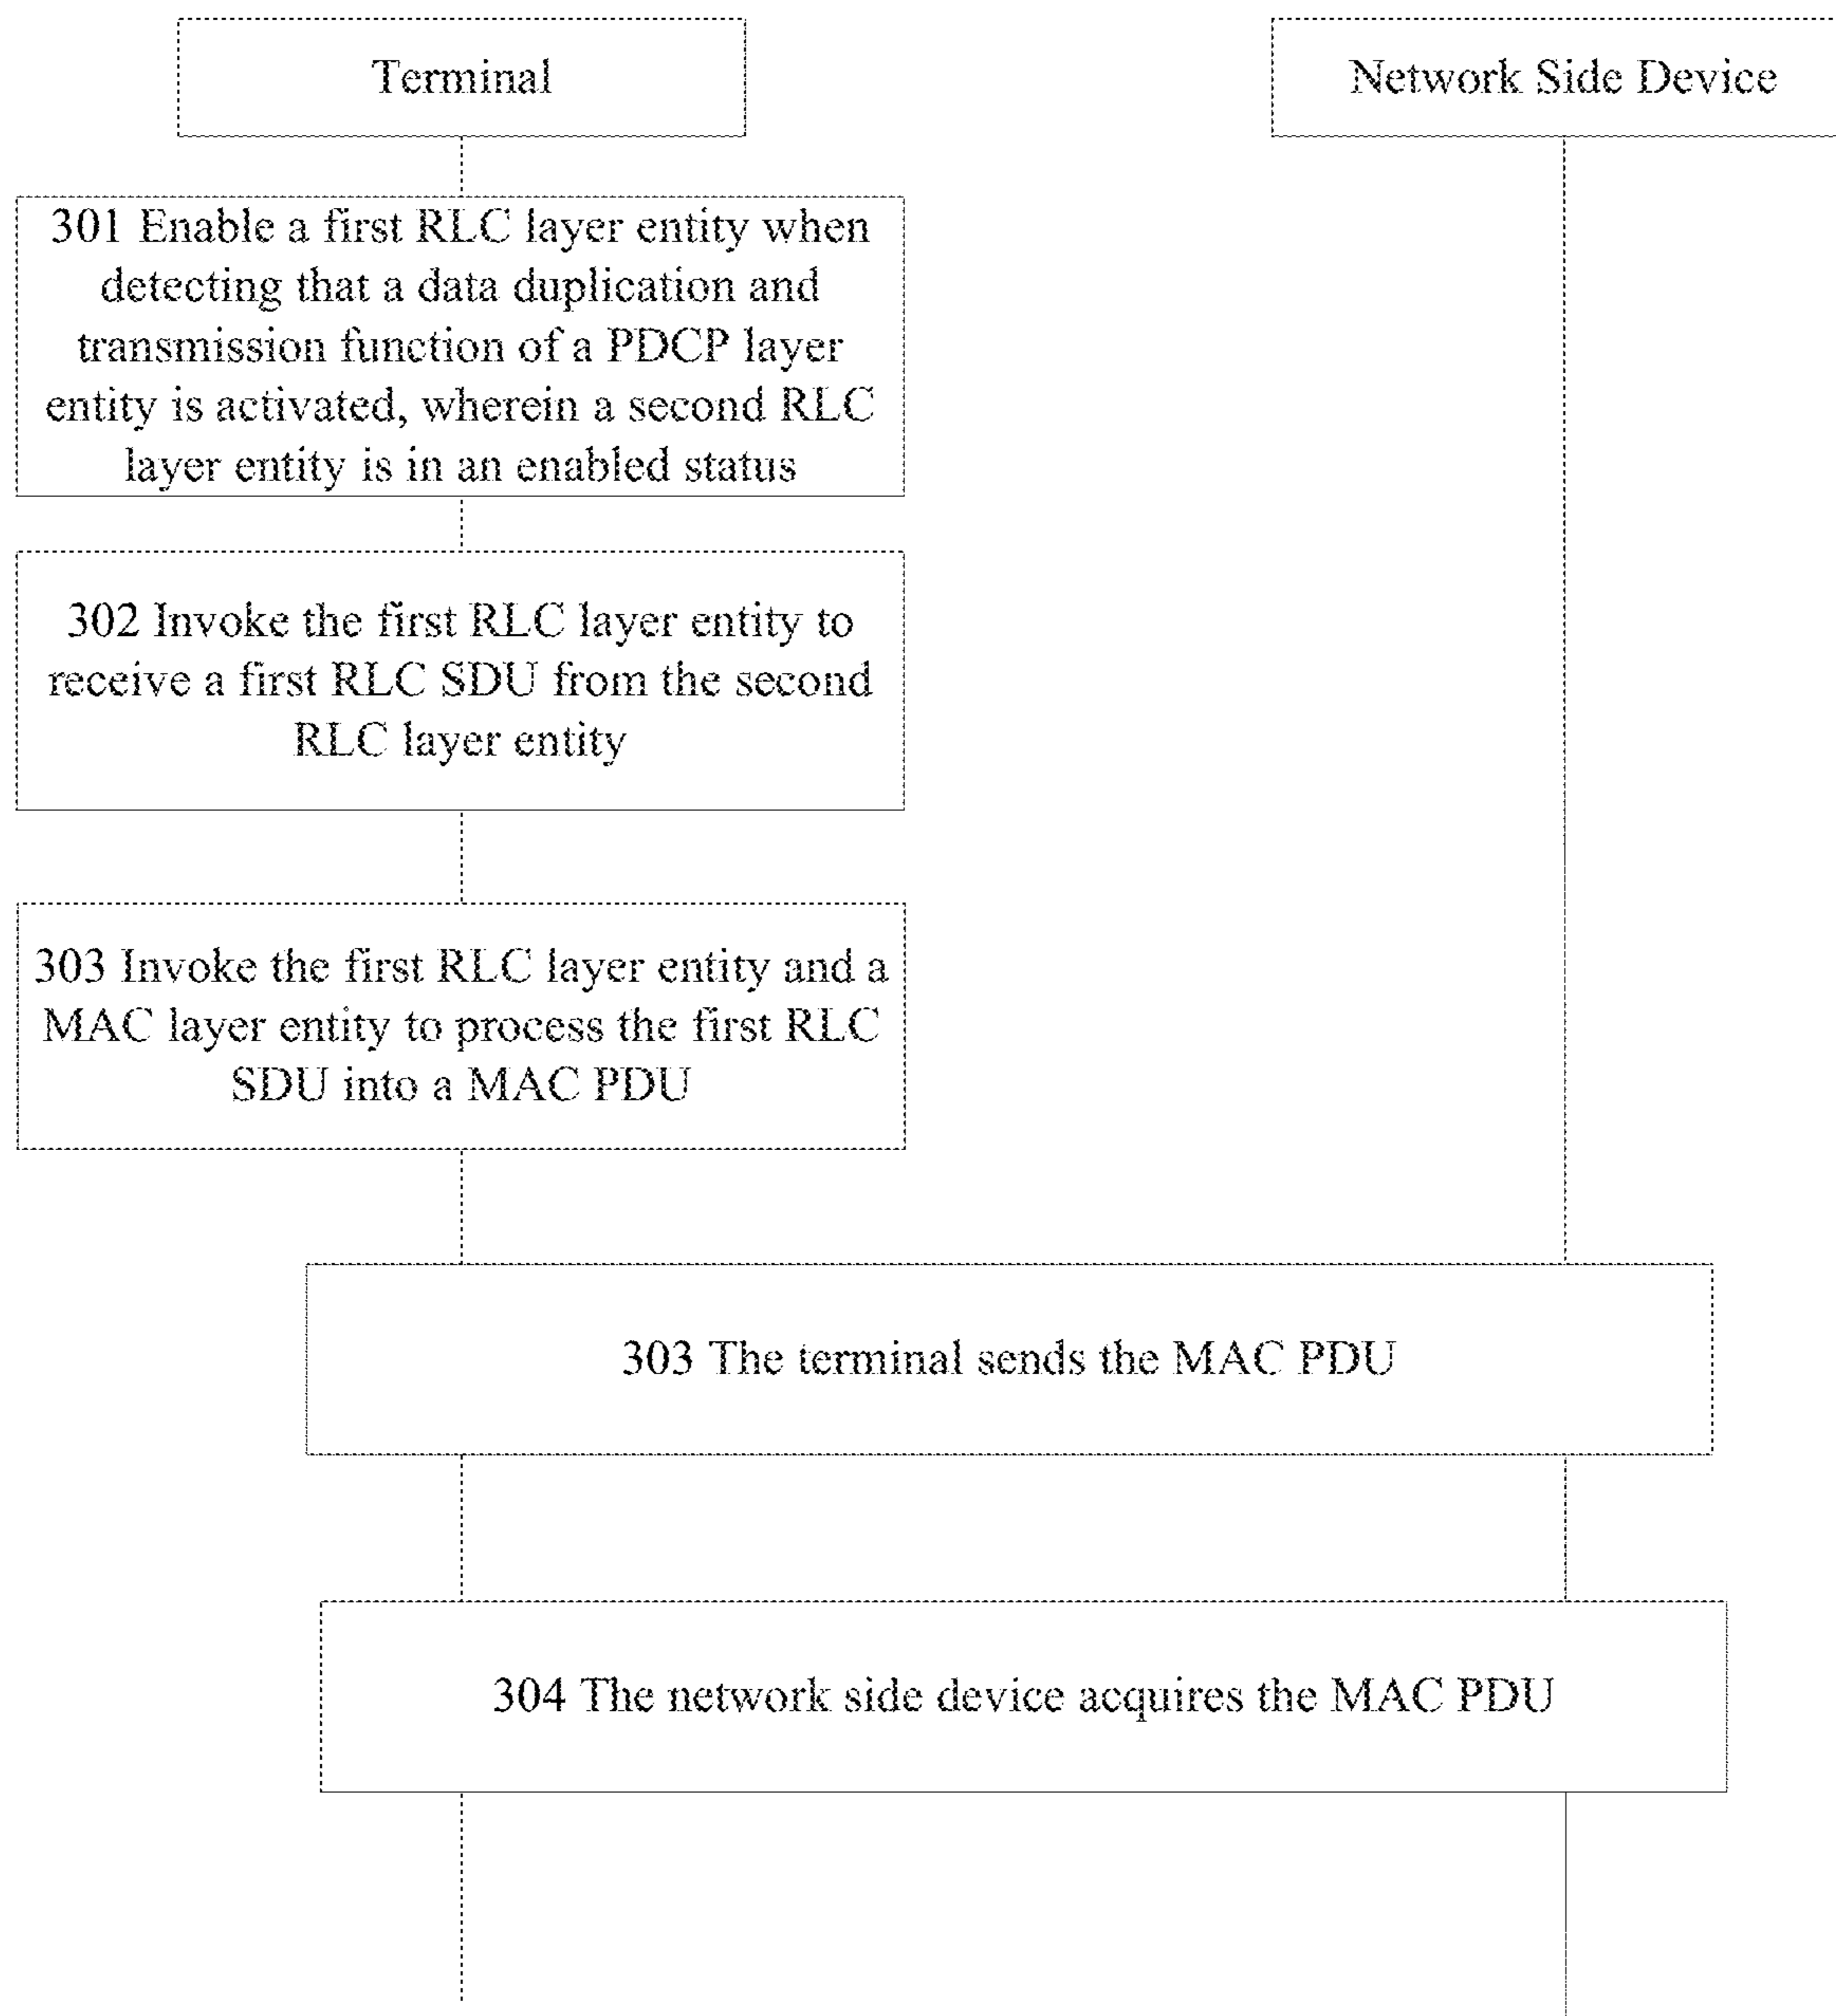 Terminal
Network Side Device
301 Enable a first RLC layer entity when
detecting that a data duplication and
transmission function of a PDCP layer
entity is activated, wherein a second RLC
layer entity is in an enabled status
302 Invoke the first RLC layer entity to
receive a first RLC SDU from the second
RLC layer entity
303 Invoke the first RLC layer entity and a
MAC layer entity to process the first RLC
SDU into a MAC PDU
303 The terminal sends the MAC PDU
304 The network side device acquires the MAC PDU